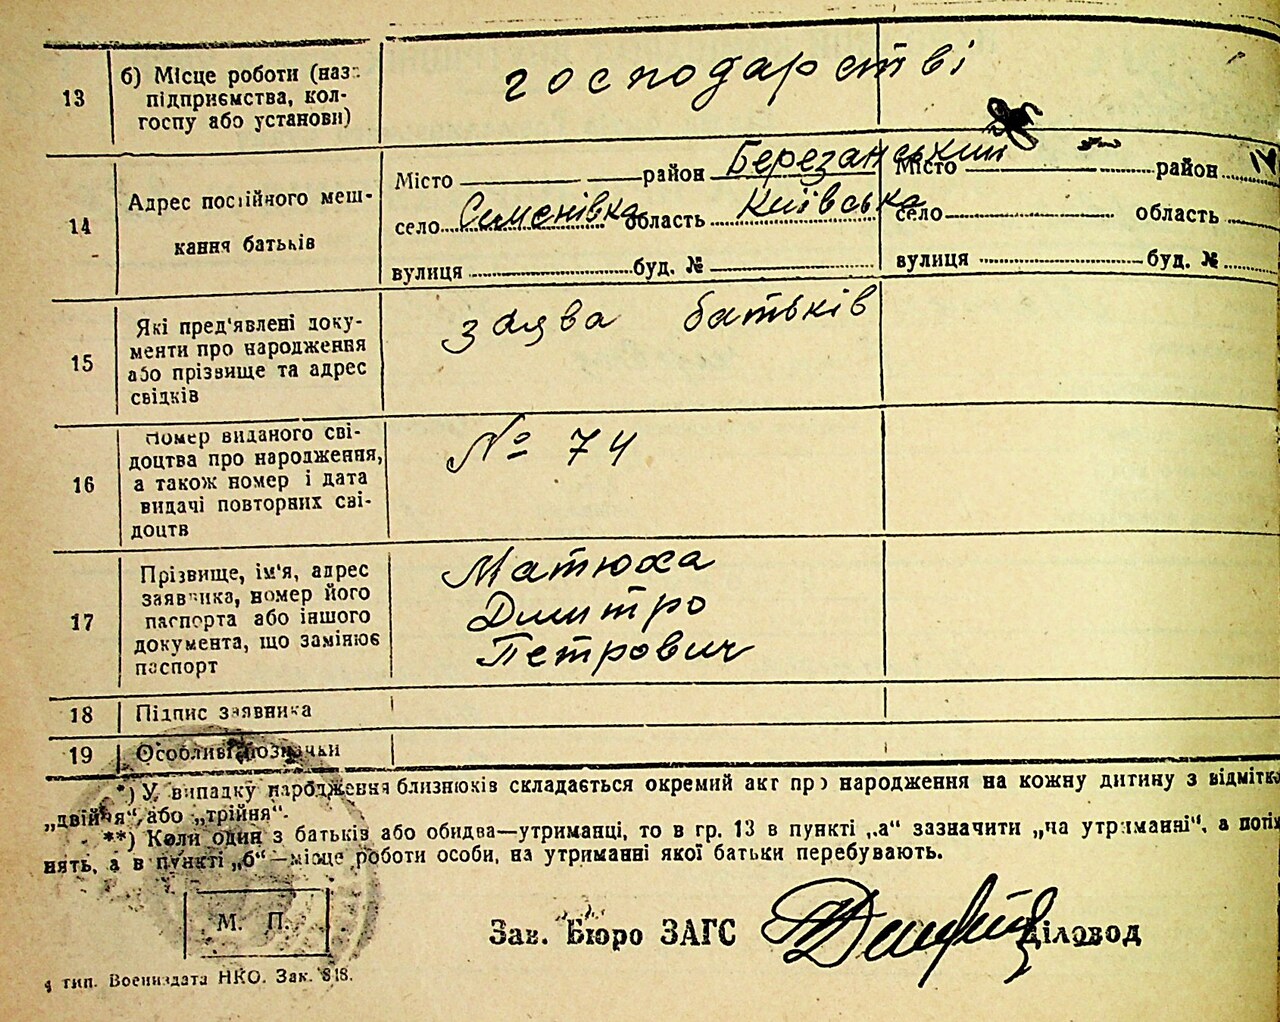 13
б) Місце роботи (наз.
підприємства, кол-
госпу або установи)
господарстві
14
Адрес постійного меш-
кання батьків
Місто район Березанський
село Семенівка область Київська
вулиця буд. №
Місто район
село область
вулиця буд. №
15
Які пред'явлені доку-
менти про народження
або прізвище та адрес
свідків
заява батьків
16
Номер виданого сві-
доцтва про народження,
а також номер і дата
видачі повторних сві-
доцтв
№ 74
17
Прізвище, ім'я, адрес
заявника, номер його
паспорта або іншого
документа, що замінює
паспорт
Матюха
Дмитро
Петрович
18
Підпис заявника
19
Особливі позначки
*) У випадку народження близнюків складається окремий акт про народження на кожну дитину з відмітк
„двійня", або „трійня".
**) Коли один з батьків або обидва—утриманці, то в гр. 13 в пункті „а" зазначити „на утриманні", а
нять, а в пункті „б"—місце роботи особи, на утриманні якої батьки перебувають.
М. П.
Зав. Бюро ЗАГС
Діловод
4 тип. Воениздата НКО. Зак. 848.